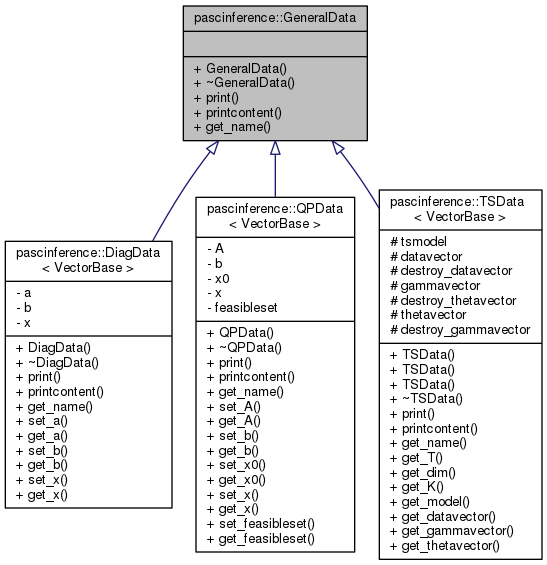 pascinference::GeneralData
+ GeneralData()
+ ~GeneralData()
+ print()
+ printcontent()
+ get_name()
pascinference::DiagData
< VectorBase >
- a
- b
- x
+ DiagData()
+ ~DiagData()
+ print()
+ printcontent()
+ get_name()
+ set_a()
+ get_a()
+ set_b()
+ get_b()
+ set_x()
+ get_x()
pascinference::QPData
< VectorBase >
- A
- b
- x0
- x
- feasibleset
+ QPData()
+ ~QPData()
+ print()
+ printcontent()
+ get_name()
+ set_A()
+ get_A()
+ set_b()
+ get_b()
+ set_x0()
+ get_x0()
+ set_x()
+ get_x()
+ set_feasibleset()
+ get_feasibleset()
pascinference::TSData
< VectorBase >
# tsmodel
# datavector
# destroy_datavector
# gammavector
# destroy_thetavector
# thetavector
# destroy_gammavector
+ TSData()
+ TSData()
+ TSData()
+ ~TSData()
+ print()
+ printcontent()
+ get_name()
+ get_T()
+ get_dim()
+ get_K()
+ get_model()
+ get_datavector()
+ get_gammavector()
+ get_thetavector()